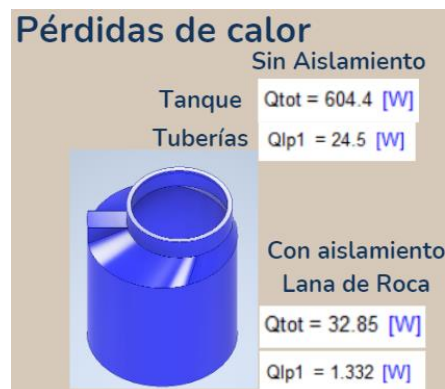 Pérdidas de calor
Sin Aislamiento
Tanque Qtot = 604.4 [W]
Tuberías Qlp1 = 24.5 [W]
Con aislamiento
Lana de Roca
Qtot = 32.85 [W]
Qlp1 = 1.332 [W]